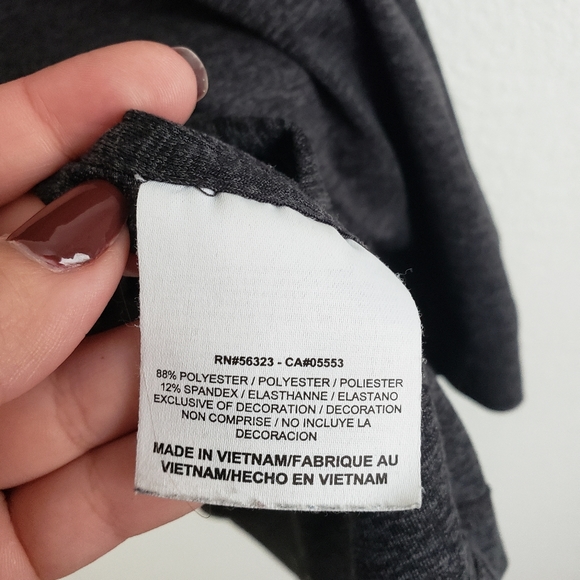 RN#56323 - CA#05553
88% POLYESTER / POLYESTER / POLIESTER
12% SPANDEX / ELASTHANNE / ELASTANO
EXCLUSIVE OF DECORATION / DECORATION
NON COMPRISE / NO INCLUYE LA
DECORACION
MADE IN VIETNAM/FABRIQUE AU
VIETNAM/HECHO EN VIETNAM